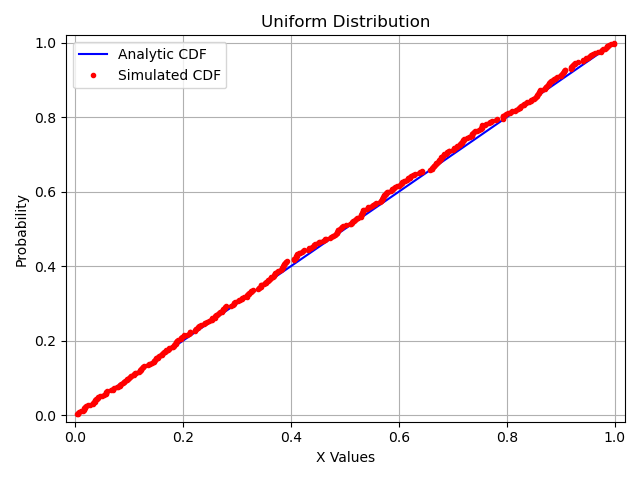 Uniform Distribution
Analytic CDF
Simulated CDF
1.0
0.8
0.6
0.4
0.2
0.0
Probability
0.0 0.2 0.4 0.6 0.8 1.0
X Values